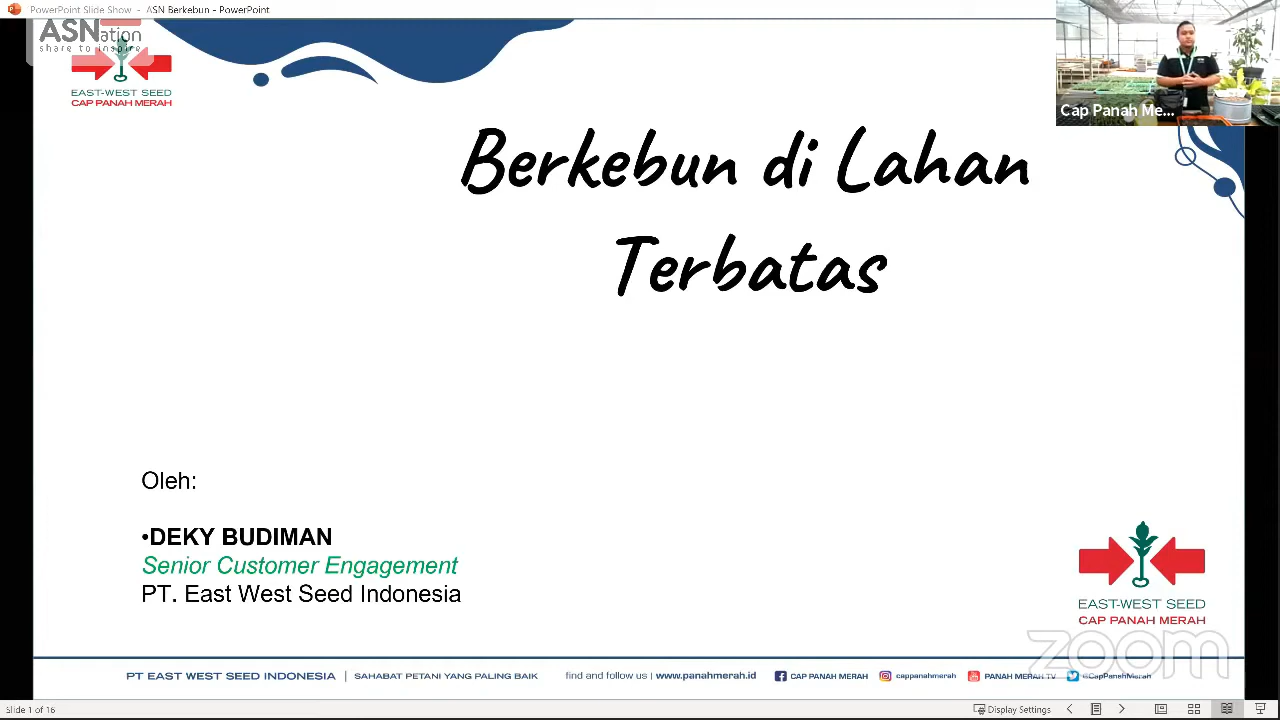 PowerPoint Slide Show - ASN Berkebun - PowerPoint
ASNation
share to inspire
EAST-WEST SEED
CAP PANAH MERAH
Cap Panah Me...
Berkebun di Lahan
Terbatas
Oleh:
•DEKY BUDIMAN
Senior Customer Engagement
PT. East West Seed Indonesia
EAST-WEST SEED
CAP PANAH MERAH
zoom
PT EAST WEST SEED INDONESIA | SAHABAT PETANI YANG PALING BAIK find and follow us | www.panahmerah.id CAP PANAH MERAH cappanahmerah PANAH MERAH TV @CapPanahMerah
Slide 1 of 16 Display Settings